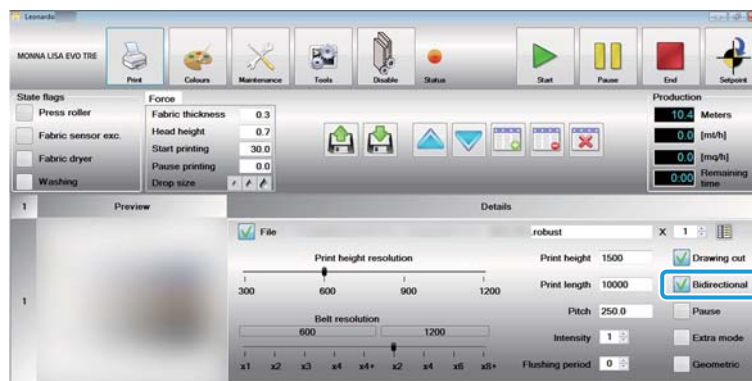 Leonardo
MONNA LISA EVO TRE
Print
Colours
Maintenance
Tools
Disable
Status
Start
Pause
End
Setpoint
State flags
Press roller
Fabric sensor exc.
Fabric dryer
Washing
Force
Fabric thickness 0.3
Head height 0.7
Start printing 30.0
Pause printing 0.0
Drop size
Production
10.4 Meters
0.0 [mt/h]
0.0 [mq/h]
0:00 Remaining time
1 Preview Details
1
File .robust X 1
Print height resolution
300 600 900 1200
Belt resolution
600 1200
x1 x2 x3 x4 x4+ x2 x4 x6 x8+
Print height 1500
Print length 10000
Pitch 250.0
Intensity 1
Flushing period 0
Drawing cut
Bidirectional
Pause
Extra mode
Geometric